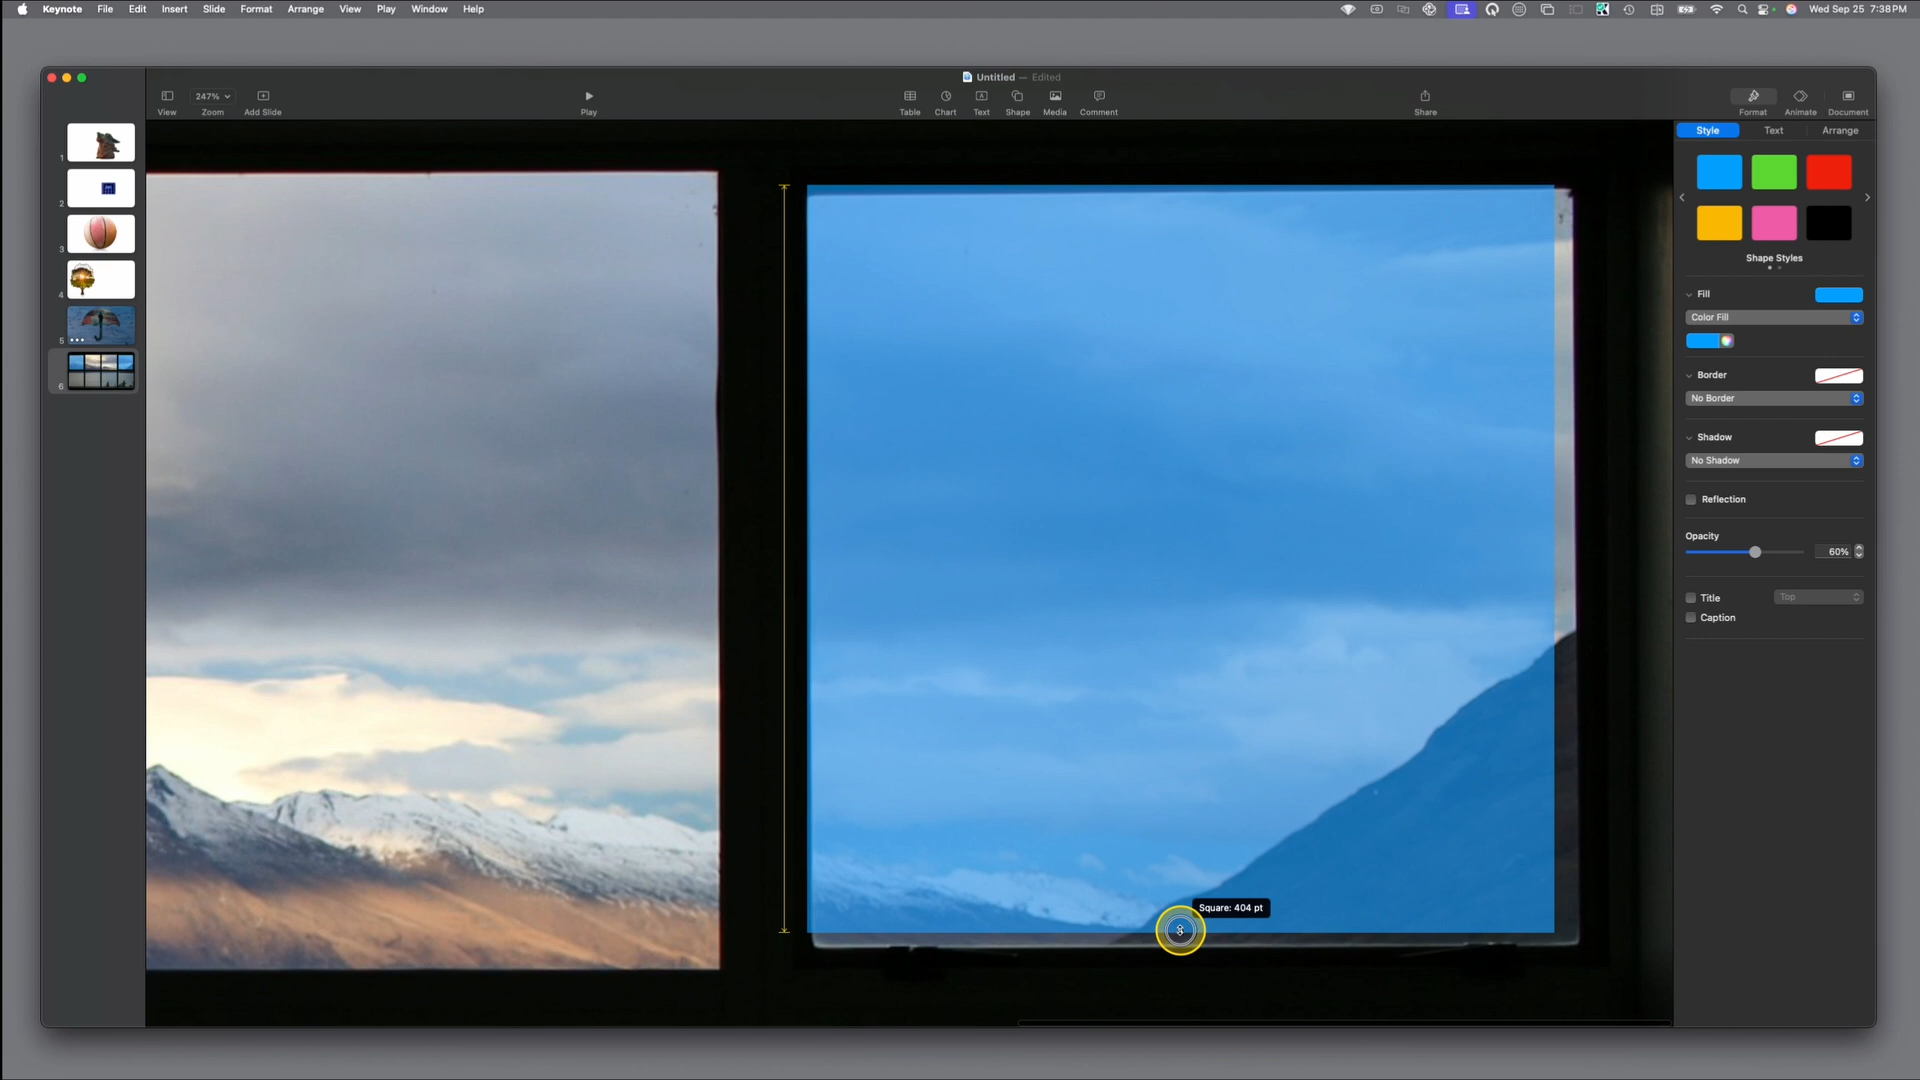 Keynote File Edit Insert Slide Format Arrange View Play Window Help Wed Sep 25 7:38 PM
Untitled — Edited
247%
View Zoom Add Slide Play Table Chart Text Shape Media Comment Share Format Animate Document
Style Text Arrange
1
2
3
4
5
6
Shape Styles
Fill
Color Fill
Border
No Border
Shadow
No Shadow
Reflection
Opacity
60%
Title Top
Caption
Square: 404 pt